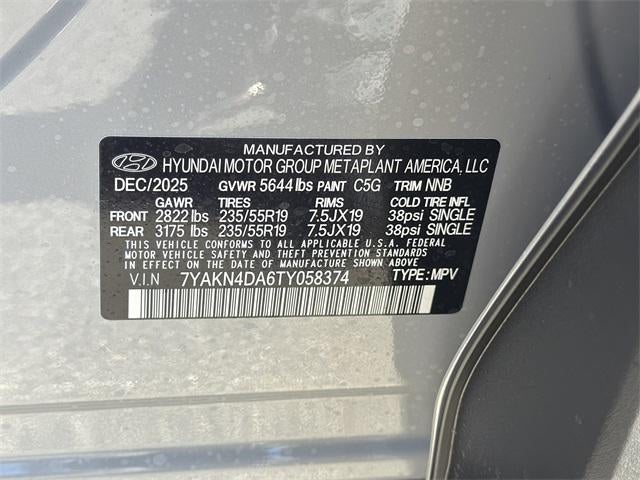 MANUFACTURED BY
HYUNDAI MOTOR GROUP METAPLANT AMERICA, LLC
DEC/2025 GVWR 5644 lbs PAINT C5G TRIM NNB
GAWR TIRES RIMS COLD TIRE INFL
FRONT 2822 lbs 235/55R19 7.5JX19 38psi SINGLE
REAR 3175 lbs 235/55R19 7.5JX19 38psi SINGLE
THIS VEHICLE CONFORMS TO ALL APPLICABLE U.S.A. FEDERAL
MOTOR VEHICLE SAFETY AND THEFT PREVENTION STANDARDS
IN EFFECT ON THE DATE OF MANUFACTURE SHOWN ABOVE.
V.I.N 7YAKN4DA6TY058374 TYPE: MPV